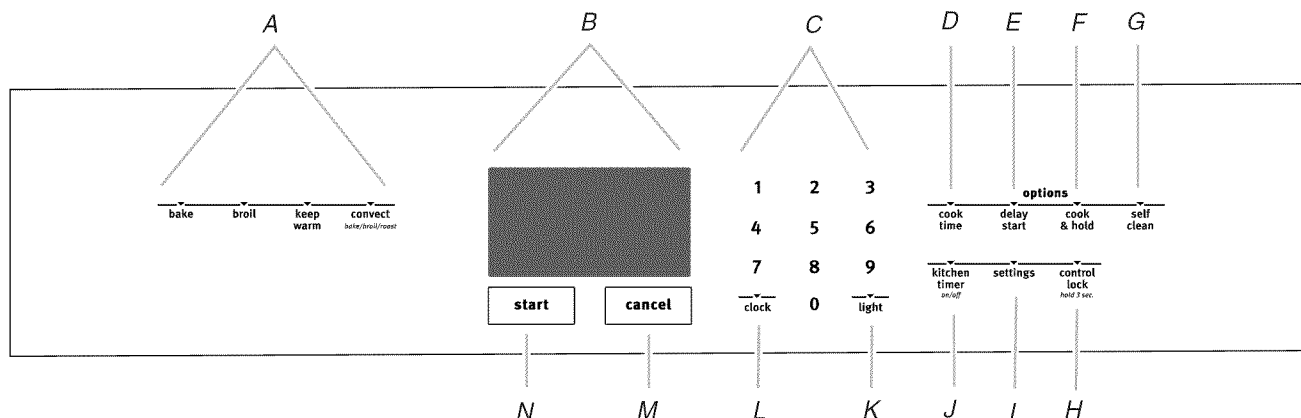 A B C D E F G
1 2 3
options
bake broil keep warm convect bake/broil/roast
4 5 6
cook time delay start cook & hold self clean
7 8 9
kitchen timer on/off settings control lock hold 3 sec.
start cancel clock 0 light
N M L K J I H